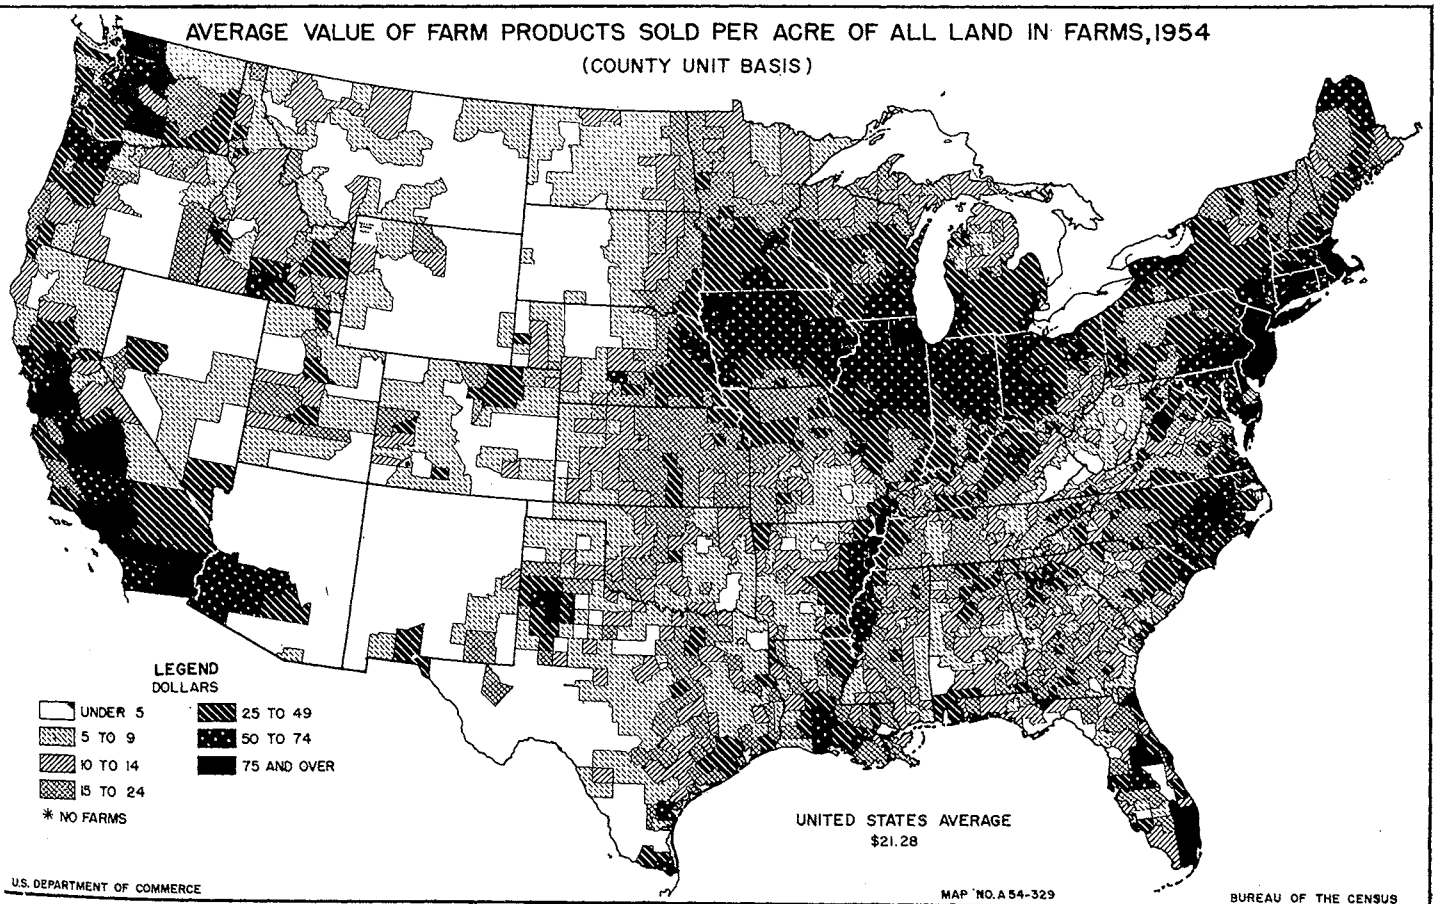 AVERAGE VALUE OF FARM PRODUCTS SOLD PER ACRE OF ALL LAND IN FARMS, 1954
(COUNTY UNIT BASIS)
LEGEND
DOLLARS
UNDER 5
5 TO 9
10 TO 14
15 TO 24
* NO FARMS
25 TO 49
50 TO 74
75 AND OVER
UNITED STATES AVERAGE
$21.28
U.S. DEPARTMENT OF COMMERCE
MAP NO. A54-329
BUREAU OF THE CENSUS